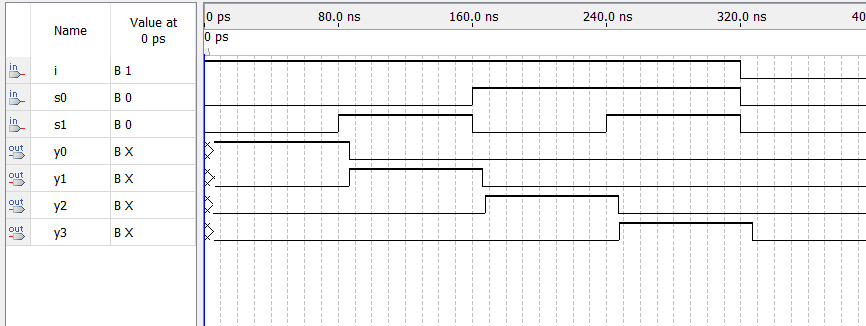 Name Value at 0 ps
0 ps 80.0 ns 160.0 ns 240.0 ns 320.0 ns 40
0 ps
in i B 1
in s0 B 0
in s1 B 0
out y0 B X
out y1 B X
out y2 B X
out y3 B X